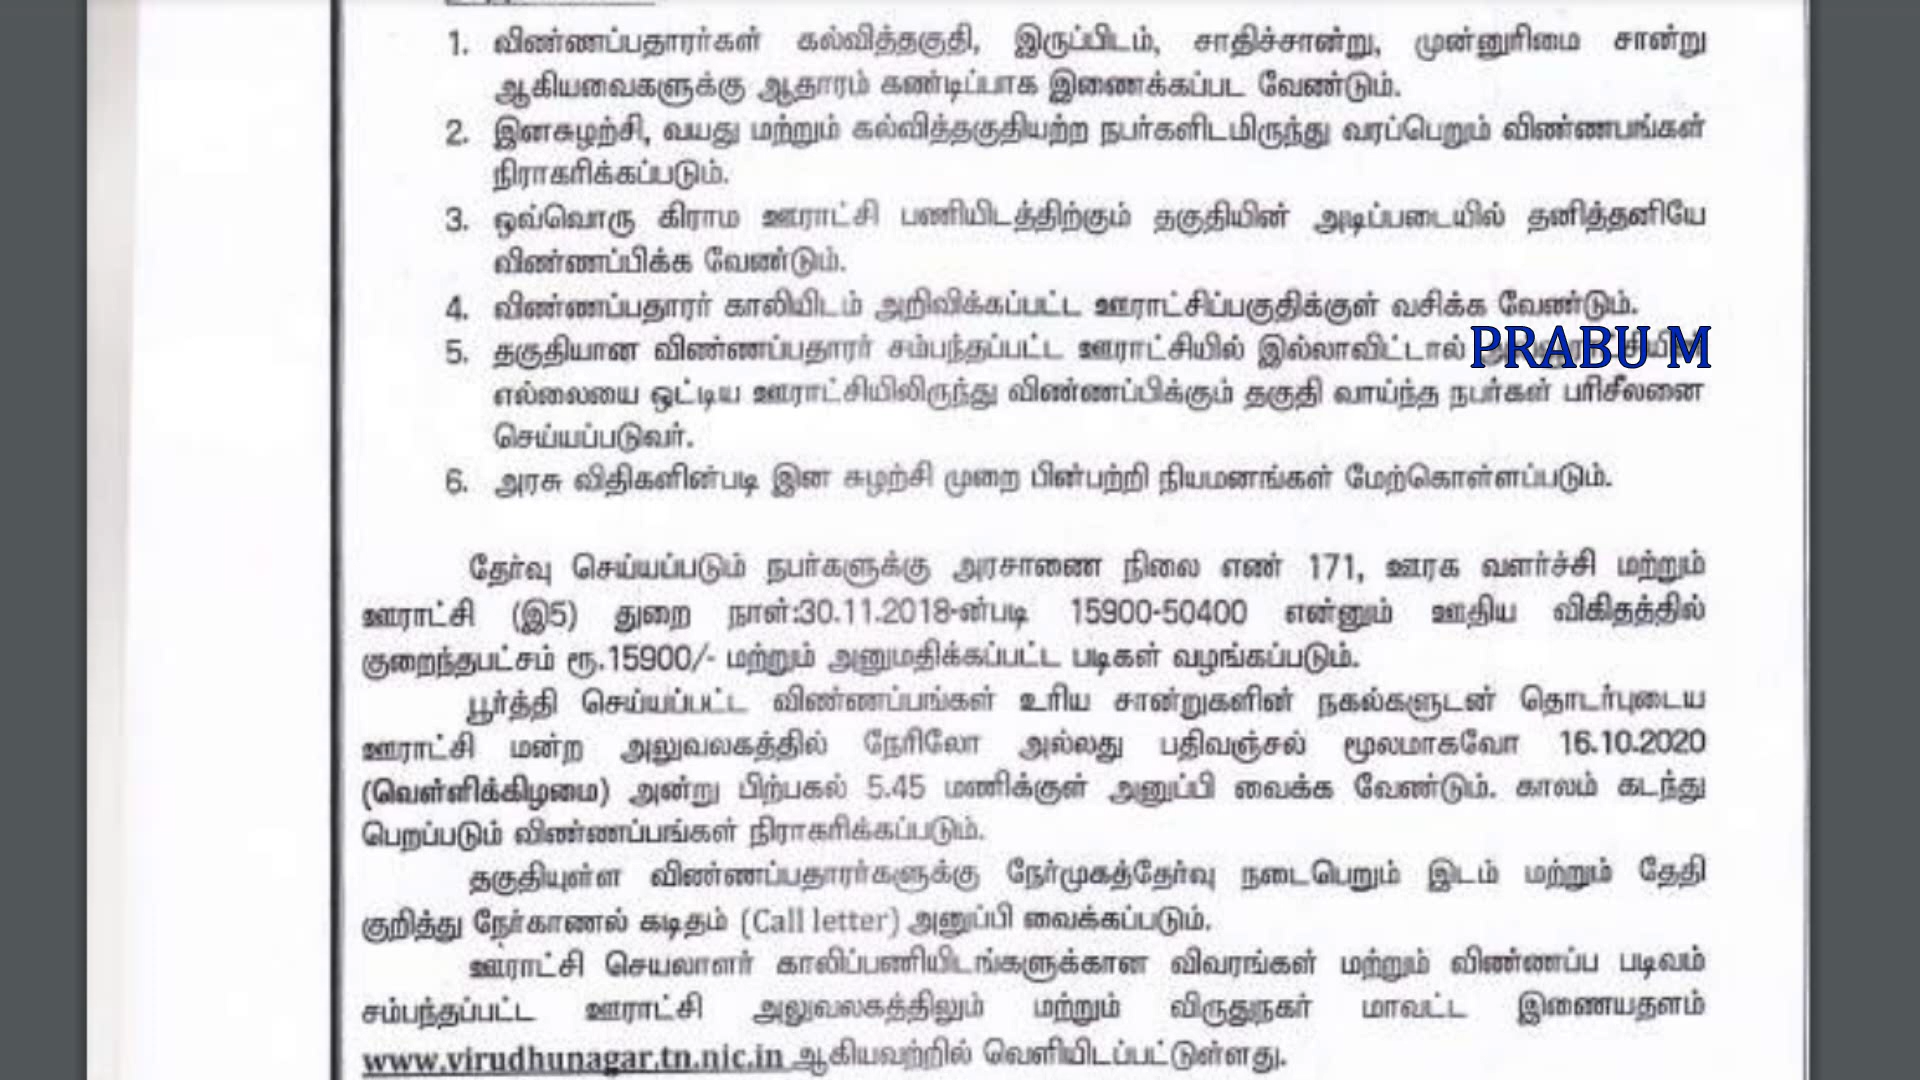 1. விண்ணப்பதாரர்கள் கல்வித்தகுதி, இருப்பிடம், சாதிச்சான்று, முன்னுரிமை சான்று
ஆகியவைகளுக்கு ஆதாரம் கண்டிப்பாக இணைக்கப்பட வேண்டும்.
2. இனசுழற்சி, வயது மற்றும் கல்வித்தகுதியற்ற நபர்களிடமிருந்து வரப்பெறும் விண்ணபங்கள்
நிராகரிக்கப்படும்.
3. ஒவ்வொரு கிராம ஊராட்சி பணியிடத்திற்கும் தகுதியின் அடிப்படையில் தனித்தனியே
விண்ணப்பிக்க வேண்டும்.
4. விண்ணப்பதாரர் காலியிடம் அறிவிக்கப்பட்ட ஊராட்சிப்பகுதிக்குள் வசிக்க வேண்டும்.
5. தகுதியான விண்ணப்பதாரர் சம்பந்தப்பட்ட ஊராட்சியில் இல்லாவிட்டால்
PRABU M
எல்லையை ஒட்டிய ஊராட்சியிலிருந்து விண்ணப்பிக்கும் தகுதி வாய்ந்த நபர்கள் பரிசீலனை
செய்யப்படுவர்.
6. அரசு விதிகளின்படி இன சுழற்சி முறை பின்பற்றி நியமனங்கள் மேற்கொள்ளப்படும்.
தேர்வு செய்யப்படும் நபர்களுக்கு அரசாணை நிலை எண் 171, ஊரக வளர்ச்சி மற்றும்
ஊராட்சி (இ5) துறை நாள்:30.11.2018-ன்படி 15900-50400 என்னும் ஊதிய விகிதத்தில்
குறைந்தபட்சம் ரூ.15900/- மற்றும் அனுமதிக்கப்பட்ட படிகள் வழங்கப்படும்.
பூர்த்தி செய்யப்பட்ட விண்ணப்பங்கள் உரிய சான்றுகளின் நகல்களுடன் தொடர்புடைய
ஊராட்சி மன்ற அலுவலகத்தில் நேரிலோ அல்லது பதிவஞ்சல் மூலமாகவோ 16.10.2020
(வெள்ளிக்கிழமை) அன்று பிற்பகல் 5.45 மணிக்குள் அனுப்பி வைக்க வேண்டும். காலம் கடந்து
பெறப்படும் விண்ணப்பங்கள் நிராகரிக்கப்படும்.
தகுதியுள்ள விண்ணப்பதாரர்களுக்கு நேர்முகத்தேர்வு நடைபெறும் இடம் மற்றும் தேதி
குறித்து நேர்காணல் கடிதம் (Call letter) அனுப்பி வைக்கப்படும்.
ஊராட்சி செயலாளர் காலிப்பணியிடங்களுக்கான விவரங்கள் மற்றும் விண்ணப்ப படிவம்
சம்பந்தப்பட்ட ஊராட்சி அலுவலகத்திலும் மற்றும் விருதுநகர் மாவட்ட இணையதளம்
www.virudhunagar.tn.nic.in ஆகியவற்றில் வெளியிடப்பட்டுள்ளது.